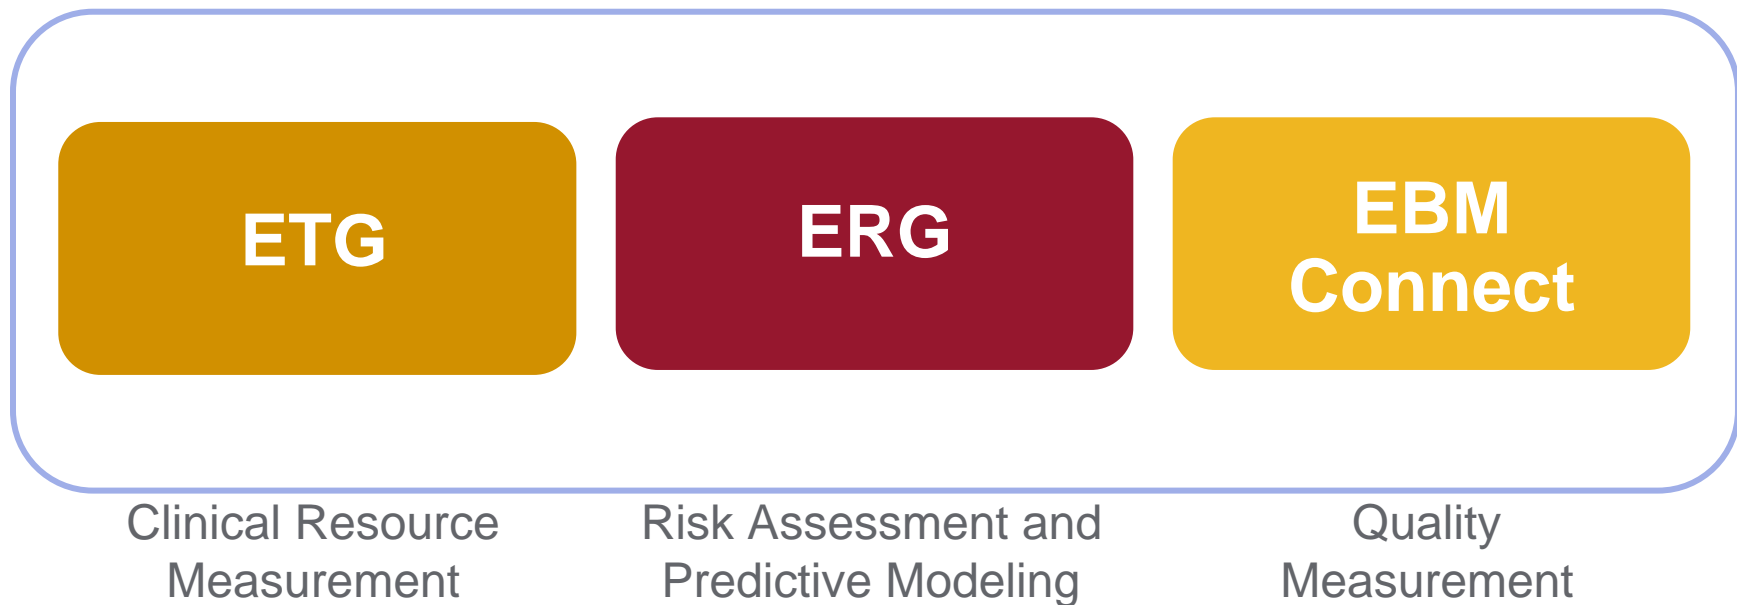 ETG
ERG
EBM
Connect
Clinical Resource
Measurement
Risk Assessment and
Predictive Modeling
Quality
Measurement